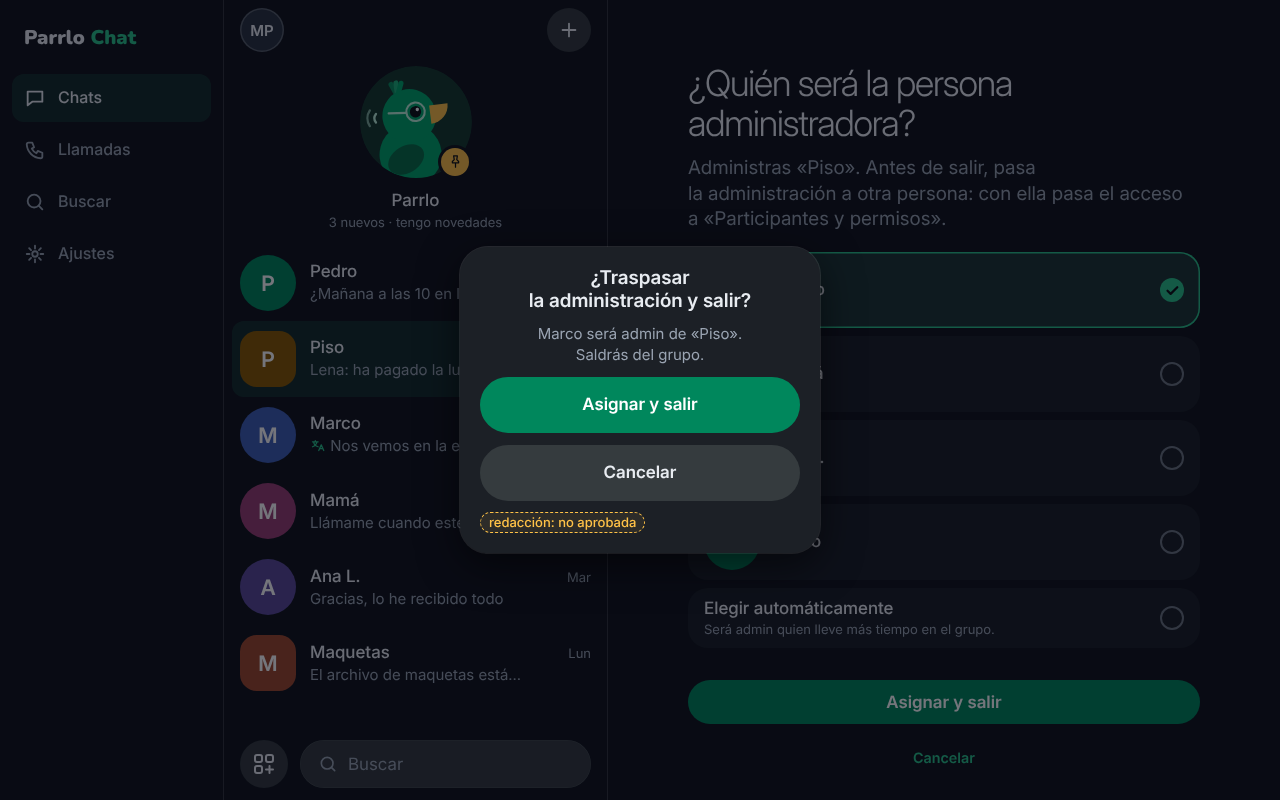 Parrlo Chat
Chats
Llamadas
Buscar
Ajustes
MP
Parrlo
3 nuevos · tengo novedades
P
Pedro
¿Mañana a las 10 en
P
Piso
Lena: ha pagado la lu
M
Marco
Nos vemos en la e
M
Mamá
Llámame cuando
A
Ana L.
Mar
Gracias, lo he recibido todo
M
Maquetas
Lun
El archivo de maquetas está...
Buscar
¿Quién será la persona
administradora?
Administras «Piso». Antes de salir, pasa
la administración a otra persona: con ella pasa el acceso
a «Participantes y permisos».
Elegir automáticamente
Será admin quien lleve más tiempo en el grupo.
Asignar y salir
Cancelar
¿Traspasar
la administración y salir?
Marco será admin de «Piso».
Saldrás del grupo.
Asignar y salir
Cancelar
redacción: no aprobada